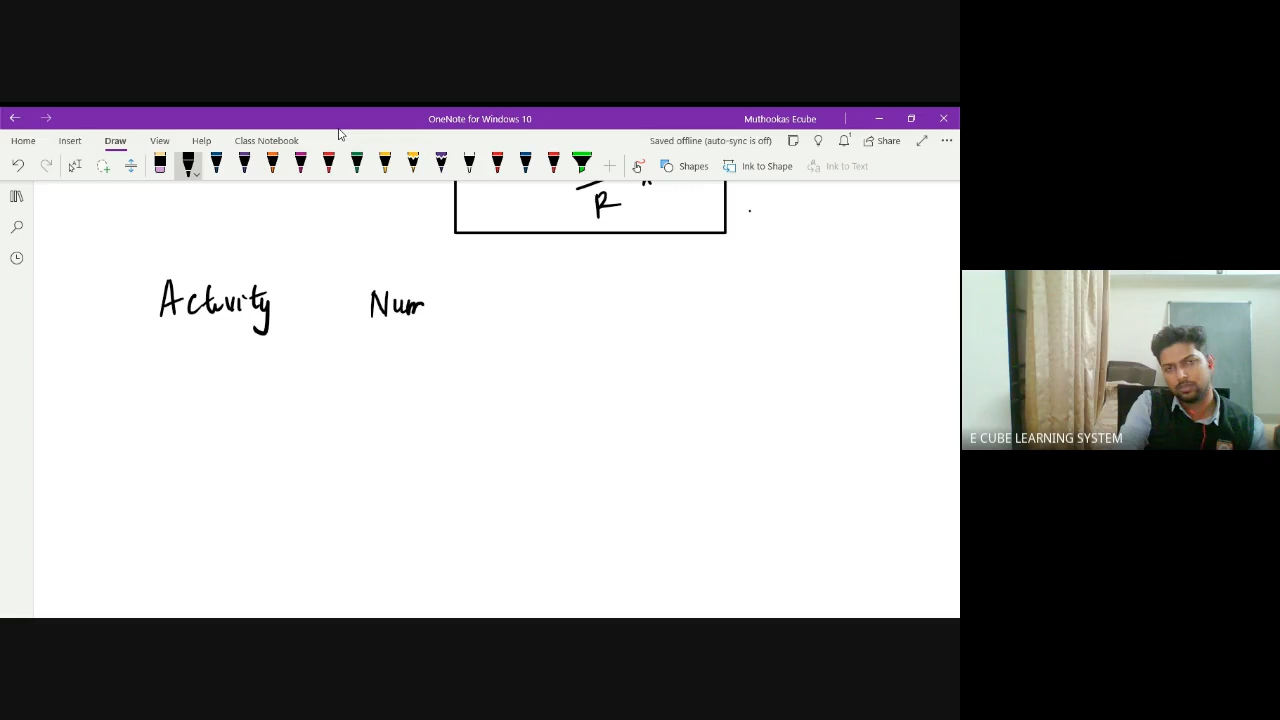 OneNote for Windows 10
Muthookas Ecube
Home Insert Draw View Help Class Notebook
Saved offline (auto-sync is off)
Share
Shapes
Ink to Shape
Ink to Text
R
Activity Num
E CUBE LEARNING SYSTEM